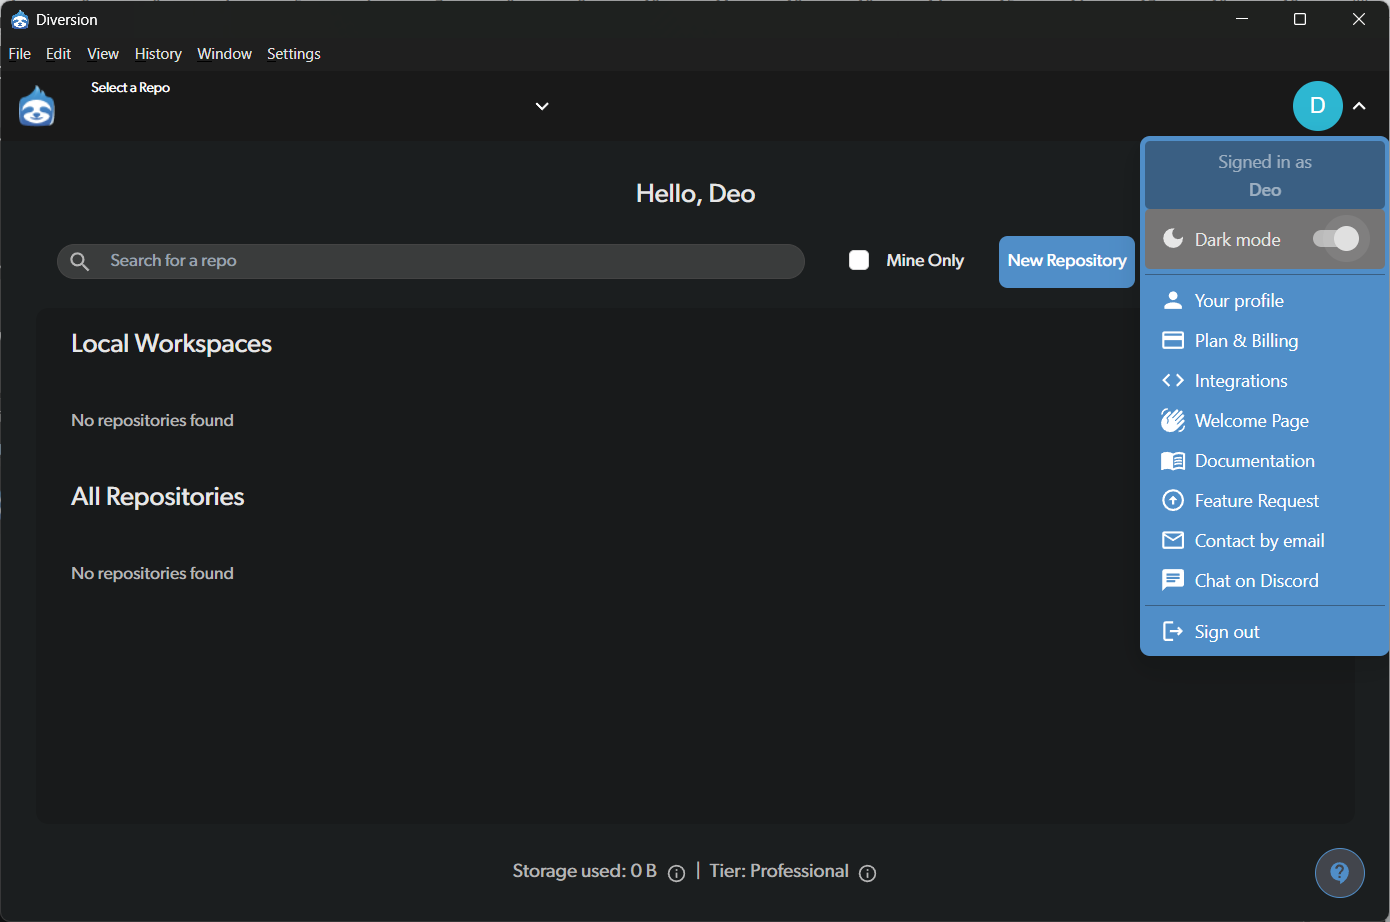 Diversion
File Edit View History Window Settings
Select a Repo
D
Hello, Deo
Search for a repo
Mine Only
New Repository
Local Workspaces
No repositories found
All Repositories
No repositories found
Signed in as
Deo
Dark mode
Your profile
Plan & Billing
Integrations
Welcome Page
Documentation
Feature Request
Contact by email
Chat on Discord
Sign out
Storage used: 0 B | Tier: Professional